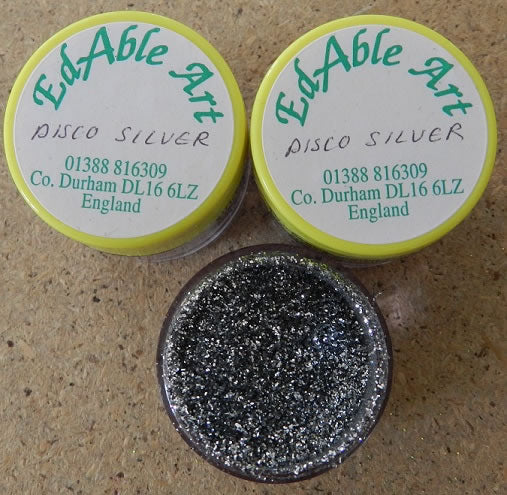 EdAble Art
DISCO SILVER
01388 816309
Co. Durham DL16 6LZ
England
EdAble Art
DISCO SILVER
01388 816309
Co. Durham DL16 6LZ
England